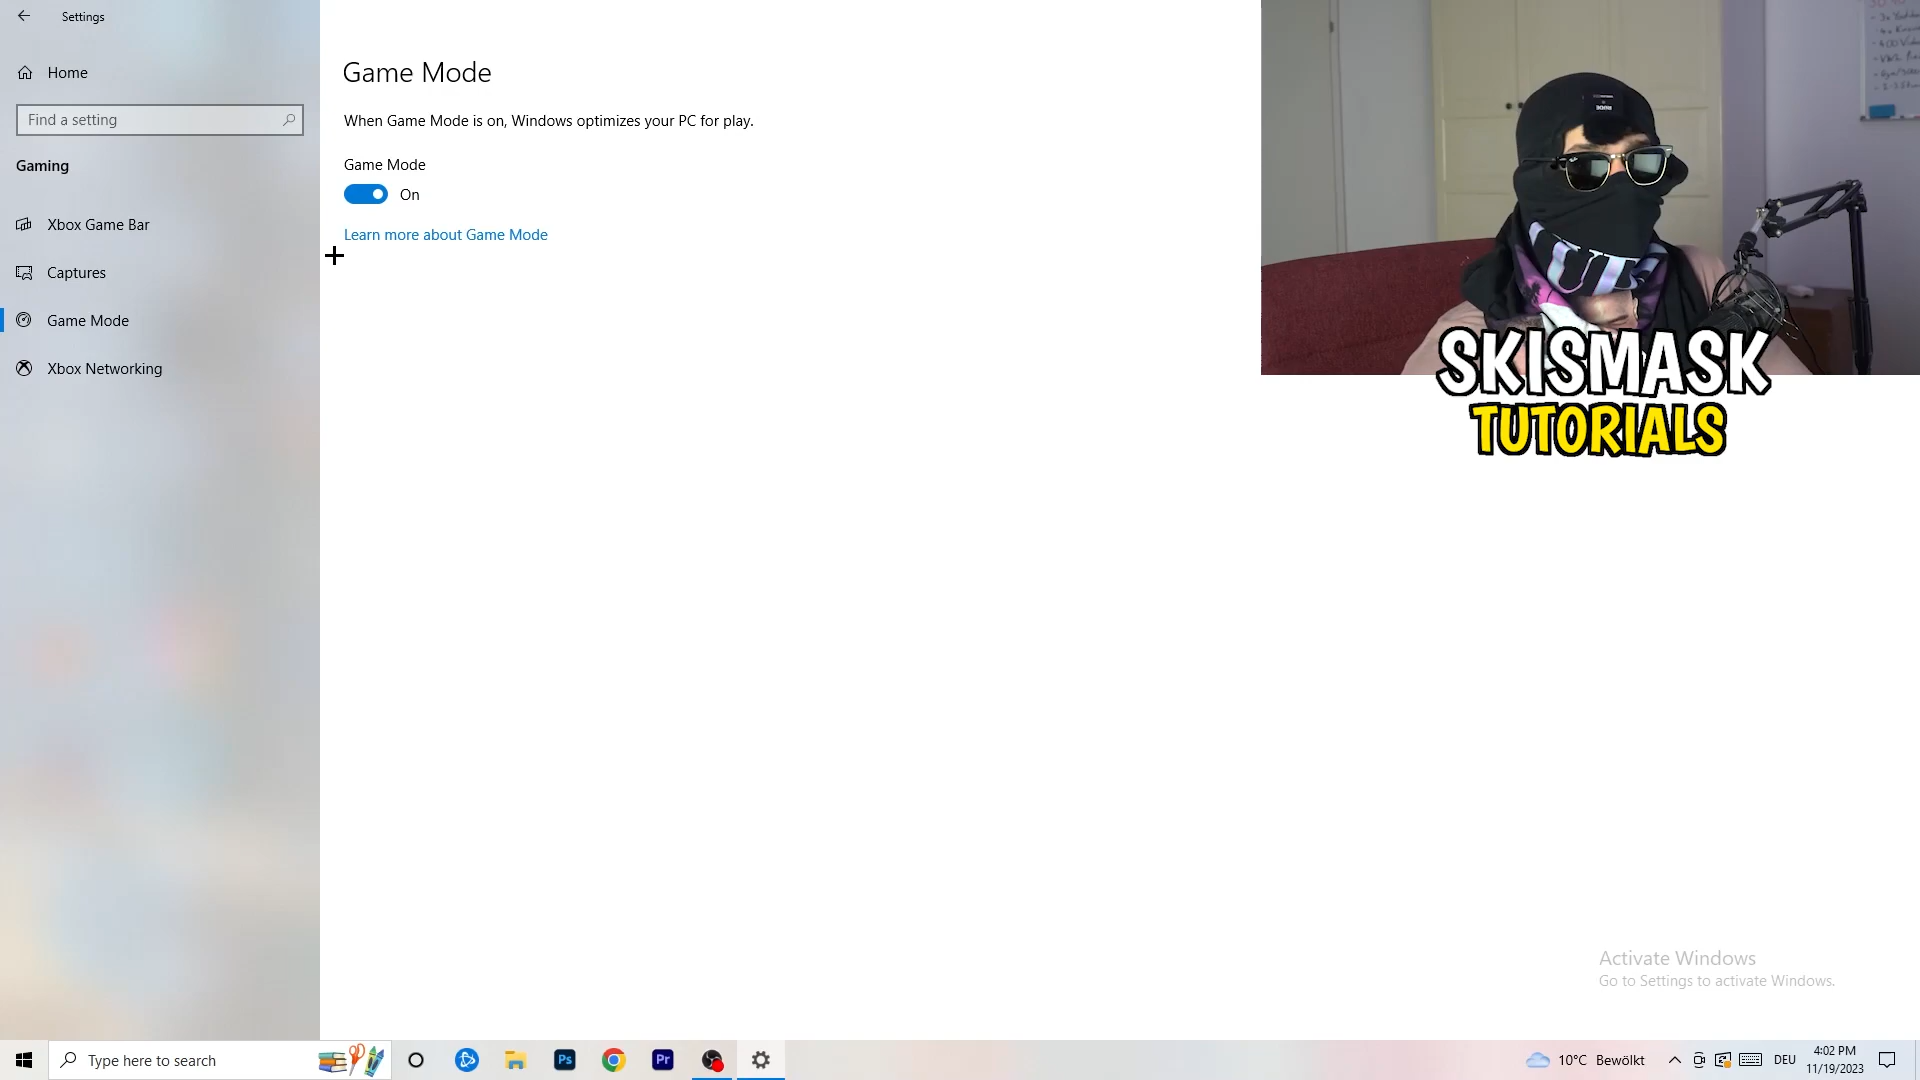 Settings
Home
Find a setting
Gaming
Xbox Game Bar
Captures
Game Mode
Xbox Networking
Game Mode
When Game Mode is on, Windows optimizes your PC for play.
Game Mode
On
Learn more about Game Mode
SKISMASK
TUTORIALS
Activate Windows
Go to Settings to activate Windows.
Type here to search
Ps
Pr
10°C Bewölkt
DEU
4:02 PM
11/19/2023